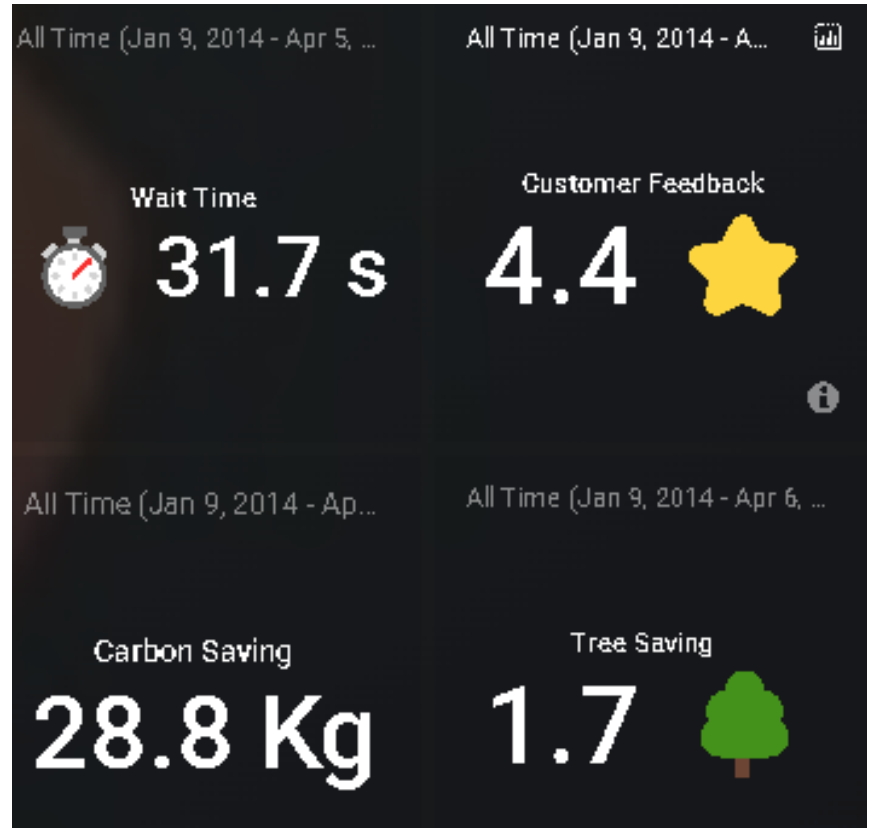 All Time (Jan 9, 2014 - Apr 5, ...
Wait Time
31.7 s
All Time (Jan 9, 2014 - A...
Customer Feedback
4.4
All Time (Jan 9, 2014 - Ap...
Carbon Saving
28.8 Kg
All Time (Jan 9, 2014 - Apr 6, ...
Tree Saving
1.7